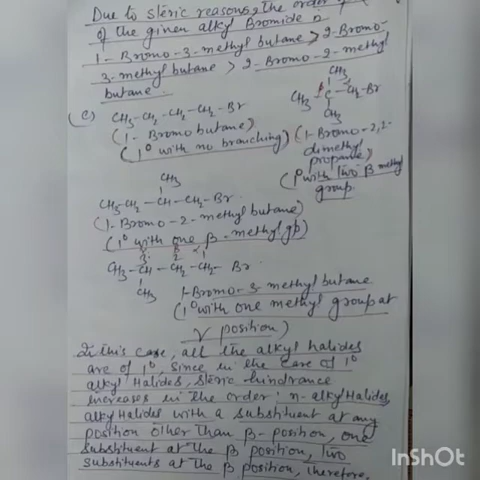 Due to steric reasons, the order of
of the given alkyl Bromide
1-Bromo-3-methyl butane > 2-Bromo-
3-methyl butane > 2-Bromo-2-methyl
butane.
(c) CH₃-CH₂-CH₂-CH₂-Br
(1-Bromo butane)
(1° with no branching)
CH₃
CH₃-C-CH₂-Br
CH₃
(1-Bromo-2,2-
dimethyl
propane)
(1° with two β methyl
group.
CH₃
CH₃-CH₂-CH-CH₂-Br.
(1-Bromo-2-methyl butane)
(1° with one β-methyl gp)
γ β α
3 2 1
CH₃-CH-CH₂-CH₂-Br.
CH₃
1-Bromo-3-methyl butane
(1° with one methyl group at
γ position)
In this case, all the alkyl halides
are of 1°, since in the case of 1°
alkyl Halides, steric hindrance
increases in the order: n-alkyl Halides,
alkyl Halides with a substituent at any
position other than β-position, one
substituent at the β position, two
substituents at the β position, therefore,
InShOt